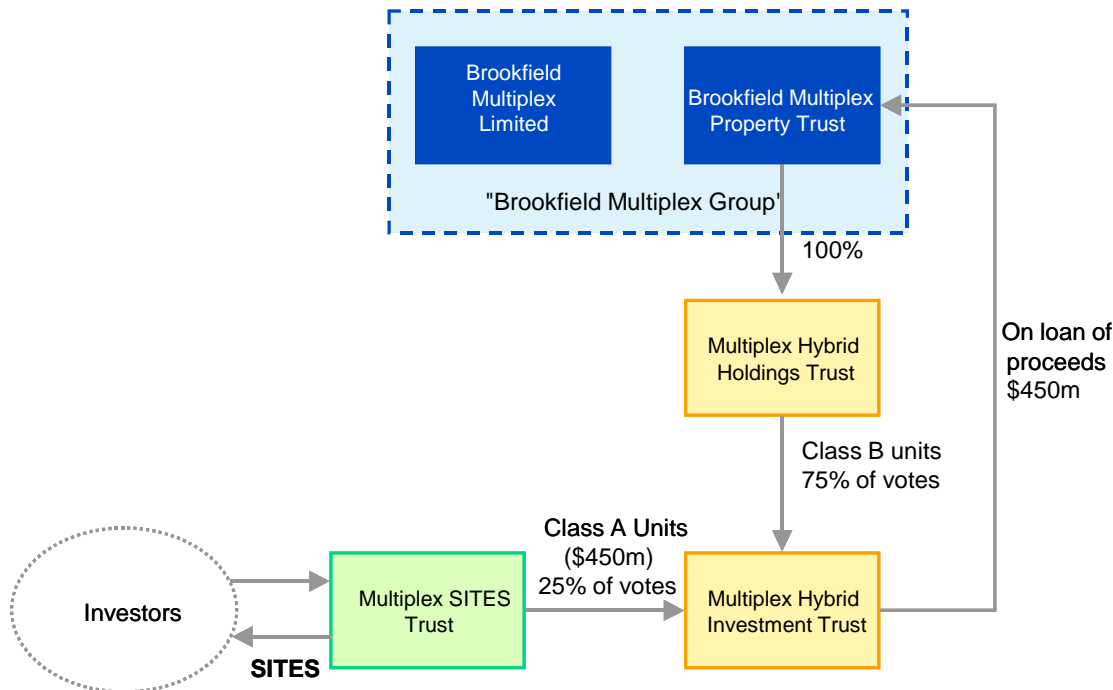 Brookfield
Multiplex
Limited
Brookfield Multiplex
Property Trust
"Brookfield Multiplex Group"
100%
Multiplex Hybrid
Holdings Trust
On loan of
proceeds
$450m
Class B units
75% of votes
Class A Units
($450m)
25% of votes
Investors
Multiplex SITES
Trust
Multiplex Hybrid
Investment Trust
SITES